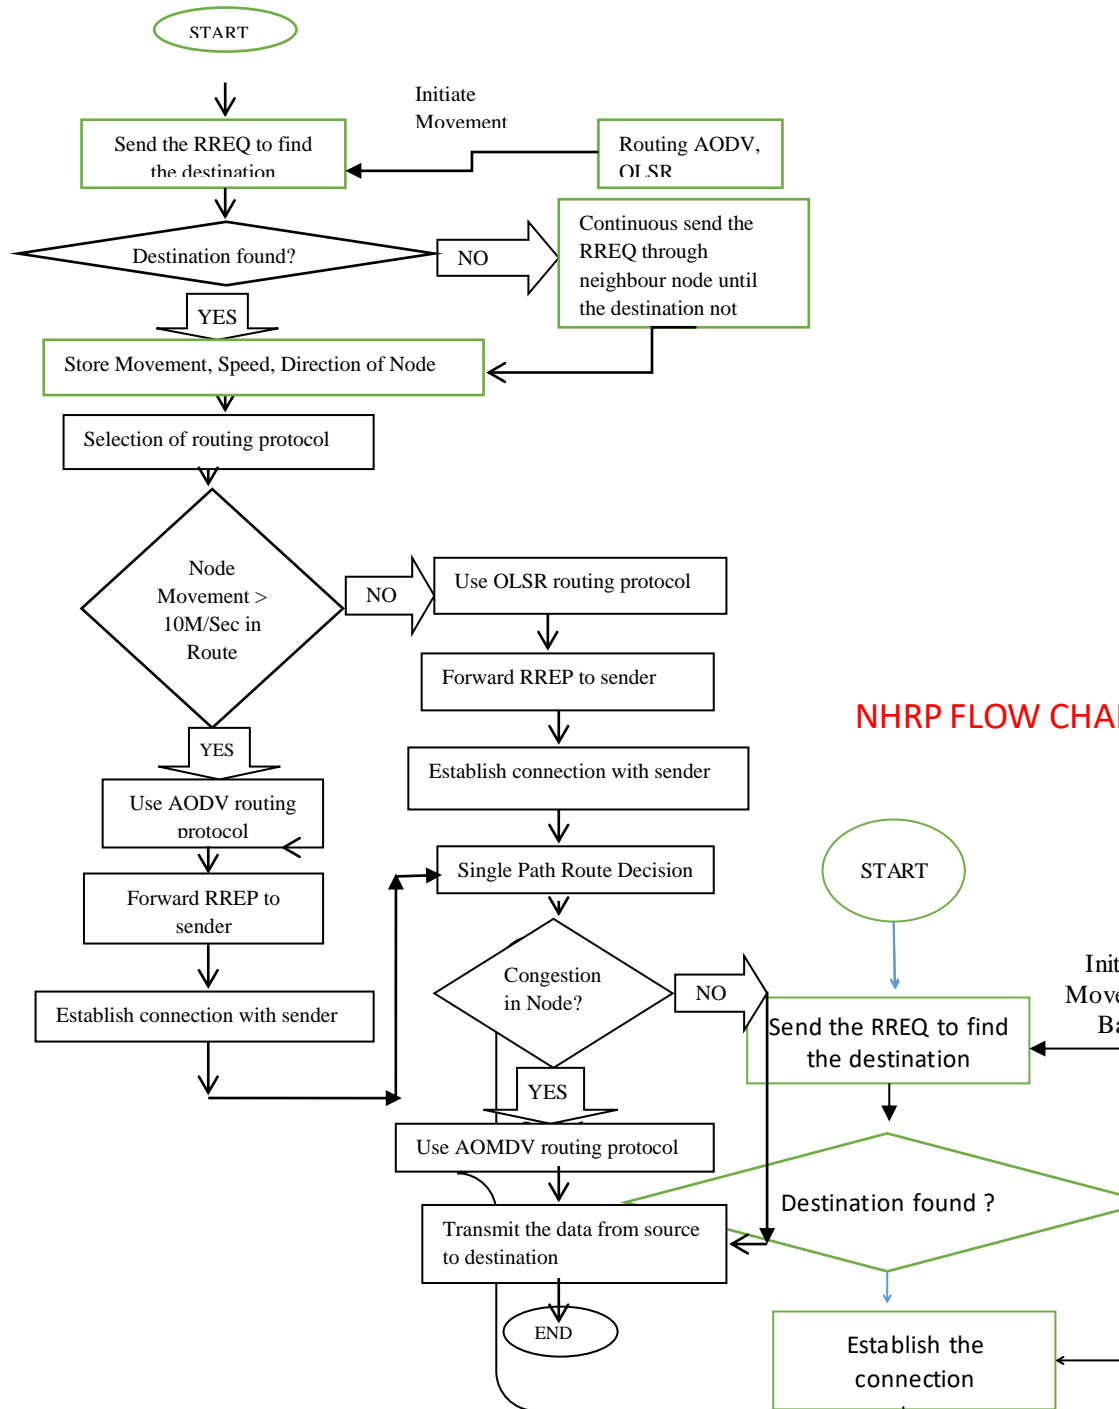 START
Initiate
Movement
Send the RREQ to find
the destination
Routing AODV,
OLSR
Destination found?
NO
Continuous send the
RREQ through
neighbour node until
the destination not
YES
Store Movement, Speed, Direction of Node
Selection of routing protocol
Node
Movement >
10M/Sec in
Route
NO
Use OLSR routing protocol
Forward RREP to sender
Establish connection with sender
YES
Use AODV routing
protocol
Forward RREP to
sender
Establish connection with sender
Single Path Route Decision
Congestion
in Node?
NO
YES
Use AOMDV routing protocol
Transmit the data from source
to destination
END
NHRP FLOW CHA
START
Init
Move
Ba
Send the RREQ to find
the destination
Destination found ?
Establish the
connection